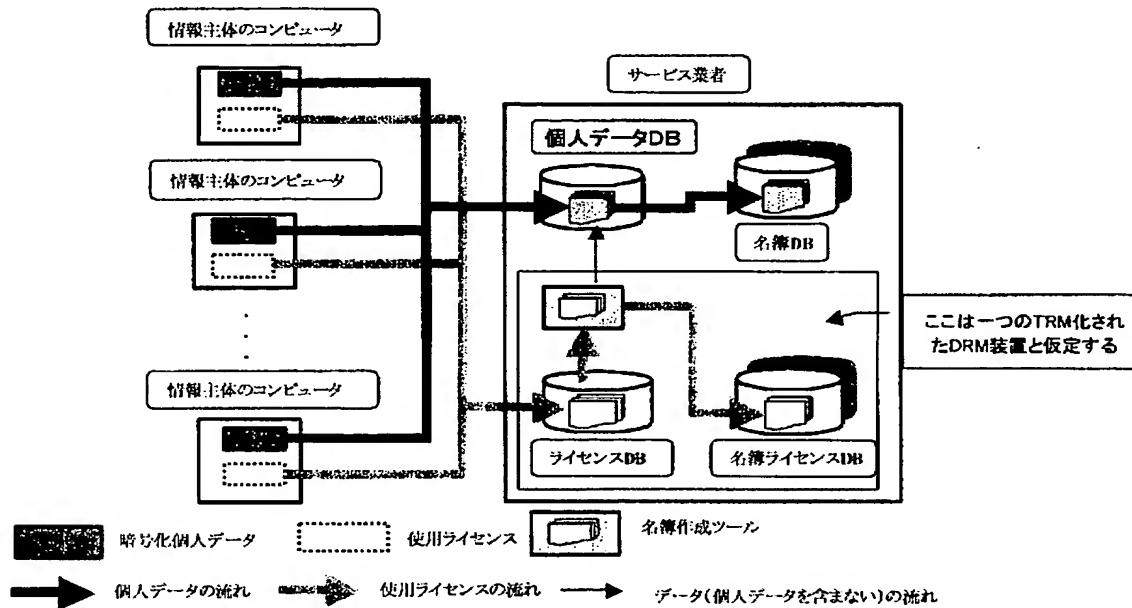 情報主体のコンピュータ
サービス業者
個人データDB
情報主体のコンピュータ
名簿DB
ここは一つのTRM化され
たDRM装置と仮定する
情報主体のコンピュータ
ライセンスDB
名簿ライセンスDB
暗号化個人データ
使用ライセンス
名簿作成ツール
個人データの流れ
使用ライセンスの流れ
データ(個人データを含まない)の流れ